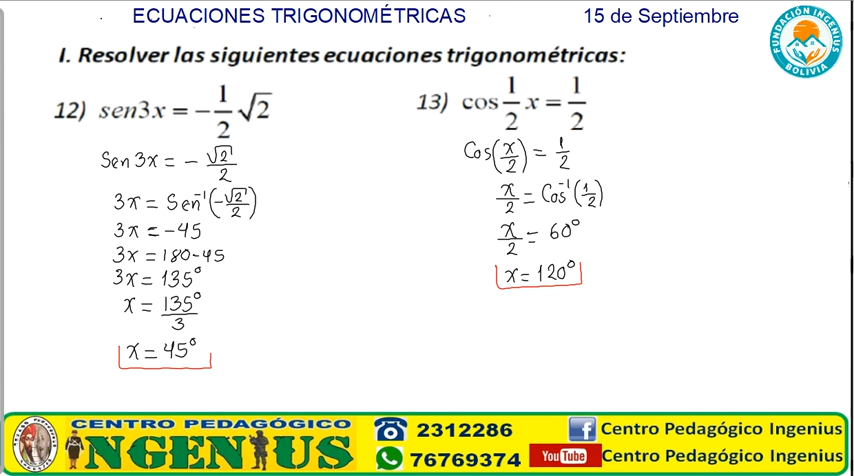 ECUACIONES TRIGONOMÉTRICAS 15 de Septiembre
FUNDACIÓN INGENIUS
BOLIVIA
I. Resolver las siguientes ecuaciones trigonométricas:
12) sen3x = -1/2 √2
Sen 3x = - √2/2
3x = Sen⁻¹(-√2/2)
3x = -45
3x = 180-45
3x = 135°
x = 135°/3
x = 45°
13) cos 1/2 x = 1/2
Cos(x/2) = 1/2
x/2 = Cos⁻¹(1/2)
x/2 = 60°
x = 120°
CENTRO PEDAGÓGICO
INGENIUS
2312286
76769374
f Centro Pedagógico Ingenius
YouTube Centro Pedagógico Ingenius